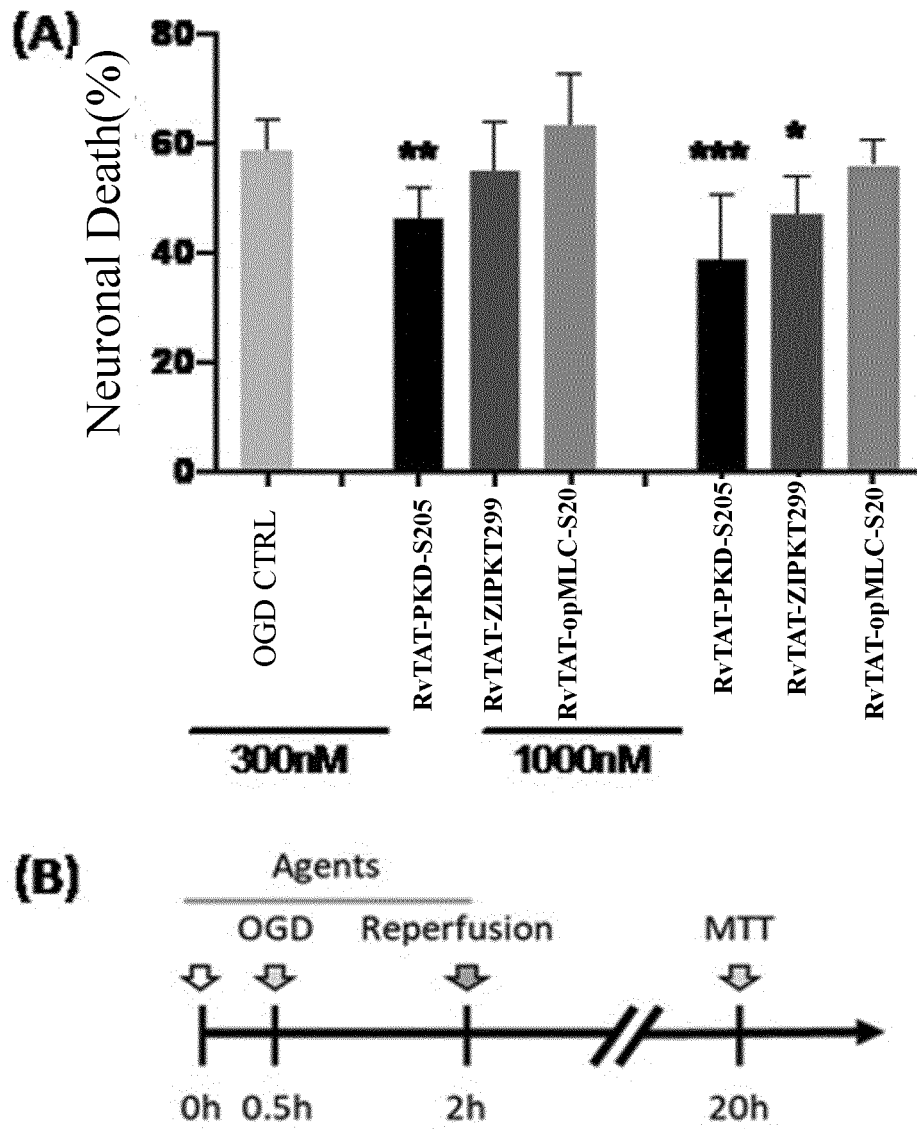 (A)
Neuronal Death(%)
80
60
40
20
0
**
***
*
OGD CTRL
RvTAT-PKD-S205
RvTAT-ZIPKT299
RvTAT-opMLC-S20
RvTAT-PKD-S205
RvTAT-ZIPKT299
RvTAT-opMLC-S20
300nM
1000nM
(B)
Agents
OGD
Reperfusion
MTT
0h
0.5h
2h
20h